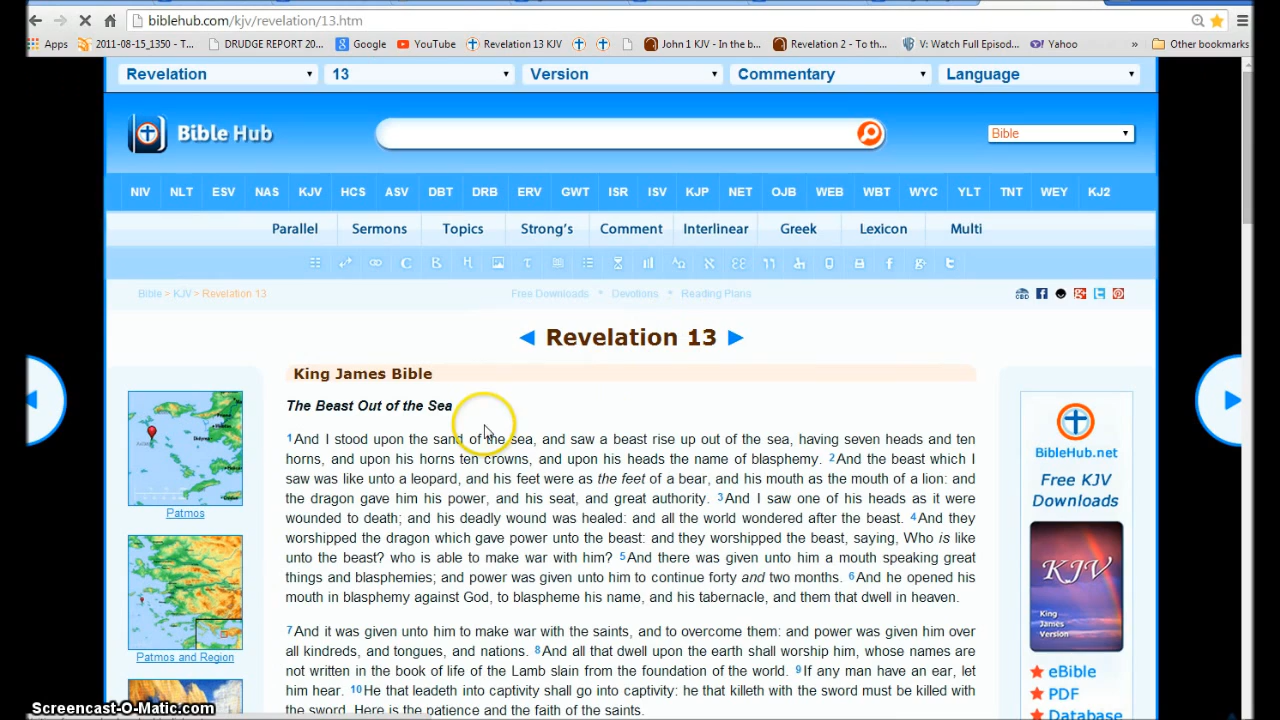 biblehub.com/kjv/revelation/13.htm
Apps 2011-08-15_1350 - T... DRUDGE REPORT 20... Google YouTube Revelation 13 KJV John 1 KJV - In the b... Revelation 2 - To th... V: Watch Full Episod... Yahoo » Other bookmarks
Revelation 13 Version Commentary Language
Bible Hub Bible
NIV NLT ESV NAS KJV HCS ASV DBT DRB ERV GWT ISR ISV KJP NET OJB WEB WBT WYC YLT TNT WEY KJ2
Parallel Sermons Topics Strong's Comment Interlinear Greek Lexicon Multi
Bible > KJV > Revelation 13 Free Downloads • Devotions • Reading Plans
◄ Revelation 13 ►
King James Bible
The Beast Out of the Sea
1And I stood upon the sand of the sea, and saw a beast rise up out of the sea, having seven heads and ten
horns, and upon his horns ten crowns, and upon his heads the name of blasphemy. 2And the beast which I
saw was like unto a leopard, and his feet were as the feet of a bear, and his mouth as the mouth of a lion: and
the dragon gave him his power, and his seat, and great authority. 3And I saw one of his heads as it were
wounded to death; and his deadly wound was healed: and all the world wondered after the beast. 4And they
worshipped the dragon which gave power unto the beast: and they worshipped the beast, saying, Who is like
unto the beast? who is able to make war with him? 5And there was given unto him a mouth speaking great
things and blasphemies; and power was given unto him to continue forty and two months. 6And he opened his
mouth in blasphemy against God, to blaspheme his name, and his tabernacle, and them that dwell in heaven.
7And it was given unto him to make war with the saints, and to overcome them: and power was given him over
all kindreds, and tongues, and nations. 8And all that dwell upon the earth shall worship him, whose names are
not written in the book of life of the Lamb slain from the foundation of the world. 9If any man have an ear, let
him hear. 10He that leadeth into captivity shall go into captivity: he that killeth with the sword must be killed with
the sword. Here is the patience and the faith of the saints.
Patmos
Patmos and Region
BibleHub.net
Free KJV
Downloads
KJV
King
James
Version
eBible
PDF
Database
Screencast-O-Matic.com